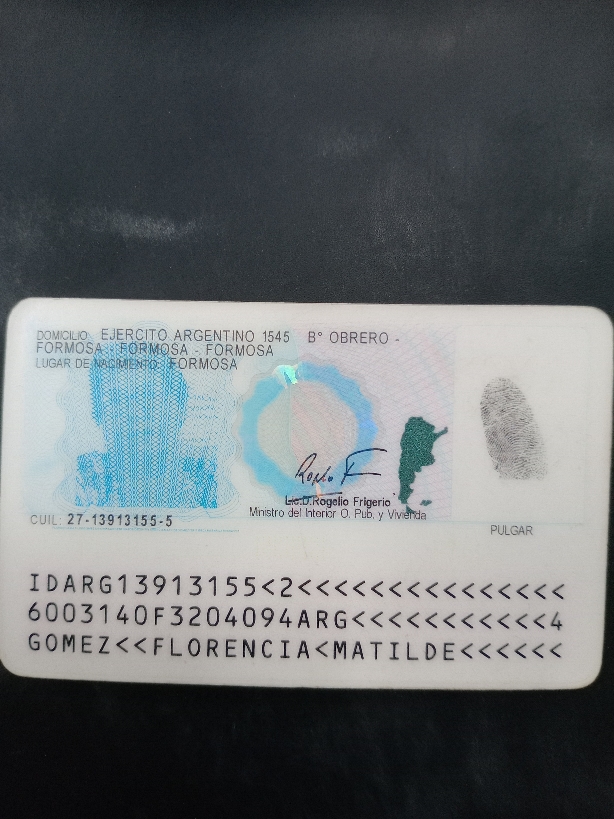 DOMICILIO: EJERCITO ARGENTINO 1545 B° OBRERO -
FORMOSA - FORMOSA - FORMOSA
LUGAR DE NACIMIENTO: FORMOSA
Lic.D.Rogelio Frigerio
Ministro del Interior O. Pub. y Vivienda
CUIL: 27-13913155-5
PULGAR
IDARG13913155<2<<<<<<<<<<<<<<<
6003140F3204094ARG<<<<<<<<<<<4
GOMEZ<<FLORENCIA<MATILDE<<<<<<